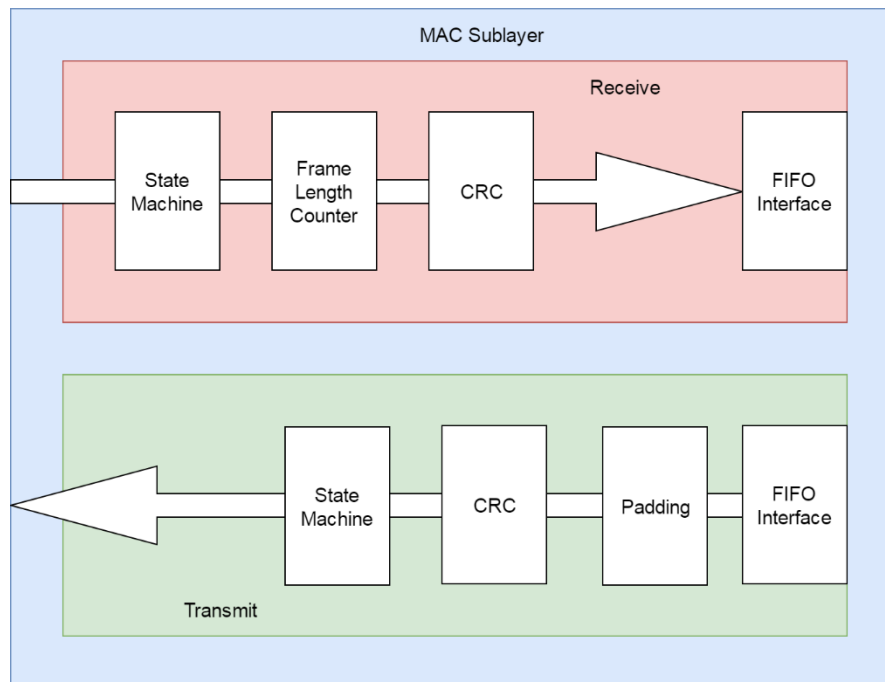 MAC Sublayer
Receive
State
Machine
Frame
Length
Counter
CRC
FIFO
Interface
State
Machine
CRC
Padding
FIFO
Interface
Transmit